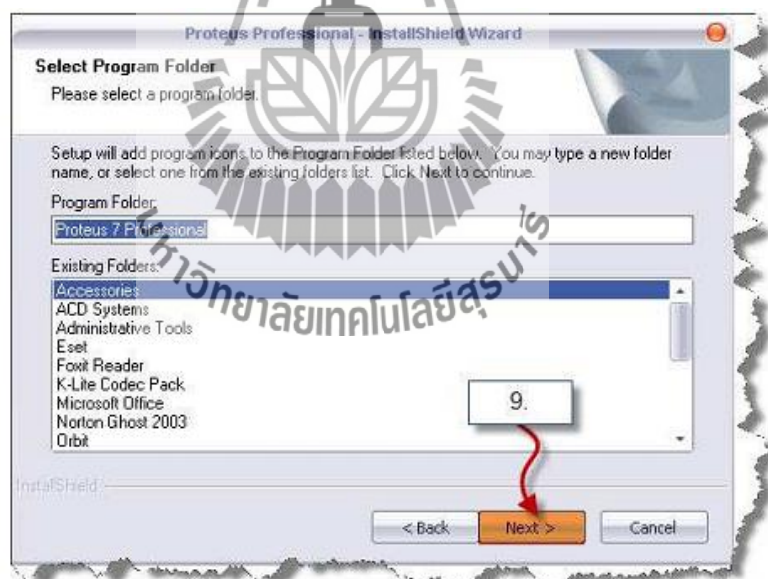 Proteus Professional - InstallShield Wizard
Select Program Folder
Please select a program folder.
Setup will add program icons to the Program Folder listed below. You may type a new folder
name, or select one from the existing folders list. Click Next to continue.
Program Folder:
Proteus 7 Professional
Existing Folders:
Accessories
ACD Systems
Administrative Tools
Eset
Foxit Reader
K-Lite Codec Pack
Microsoft Office
Norton Ghost 2003
Orbit
9.
InstallShield
< Back
Next >
Cancel
มหาวิทยาลัยเทคโนโลยีสุรนารี